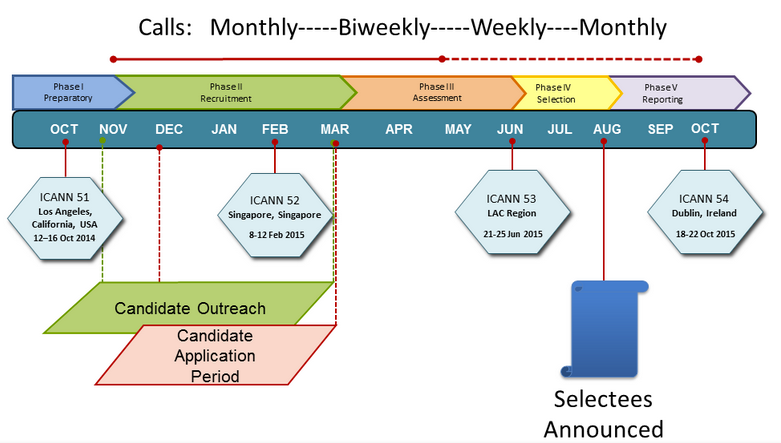 Calls: Monthly-----Biweekly-----Weekly----Monthly
Phase I
Preparatory
Phase II
Recruitment
Phase III
Assessment
Phase IV
Selection
Phase V
Reporting
OCT NOV DEC JAN FEB MAR APR MAY JUN JUL AUG SEP OCT
ICANN 51
Los Angeles,
California, USA
12–16 Oct 2014
ICANN 52
Singapore, Singapore
8-12 Feb 2015
ICANN 53
LAC Region
21-25 Jun 2015
ICANN 54
Dublin, Ireland
18-22 Oct 2015
Candidate Outreach
Candidate
Application
Period
Selectees
Announced